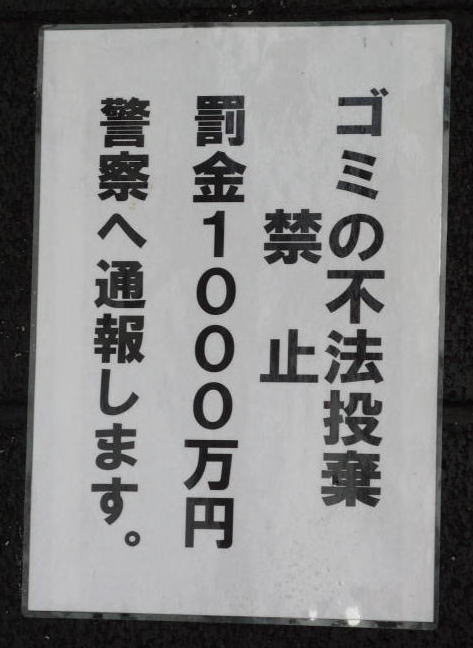 ゴミの不法投棄
禁止
罰金1000万円
警察へ通報します。